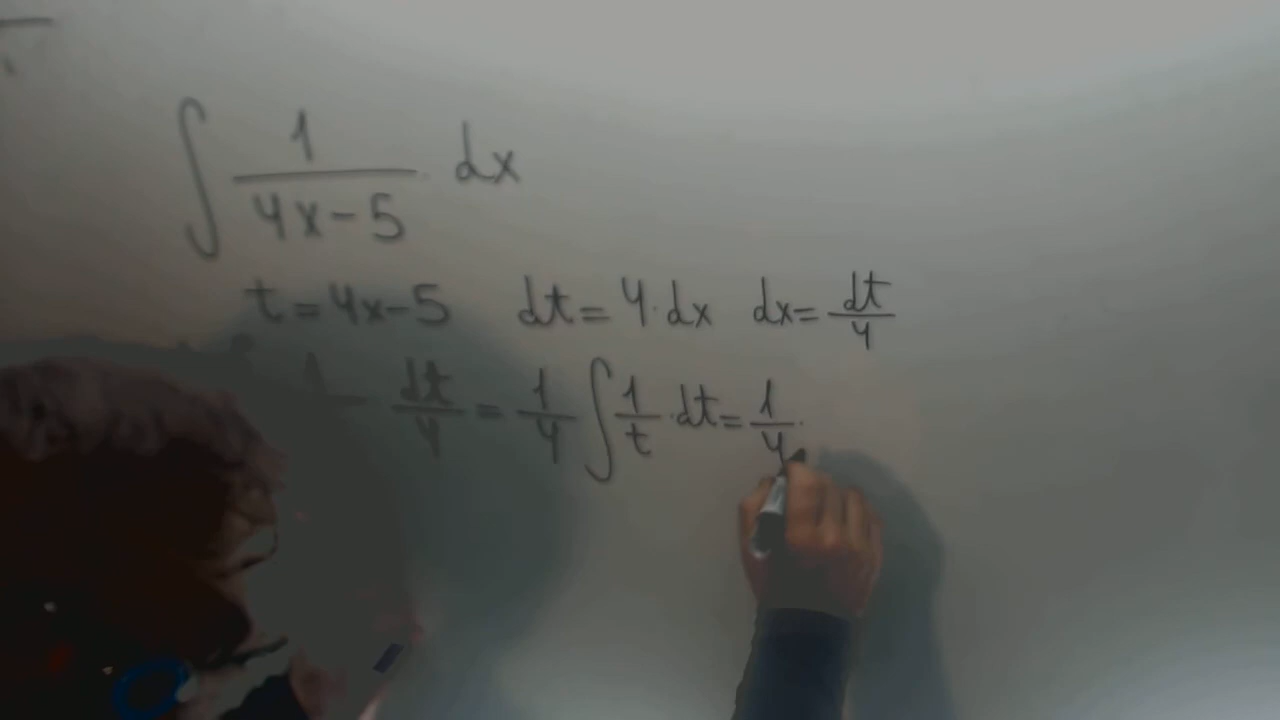 ∫ 1/(4x-5) · dx
t = 4x-5 dt = 4·dx dx = dt/4
1/ · dt/4 = 1/4 ∫ 1/t · dt = 1/4 ·